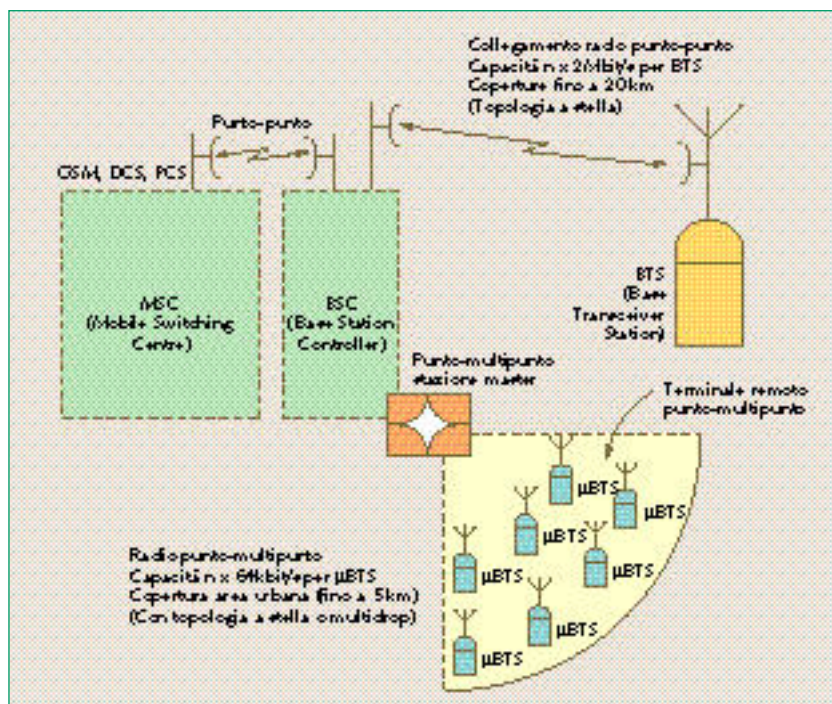 Collegamento radio punto-punto
Capacità n x 2Mbit/s per BTS
Coperture fino a 20km
(Topologia a stella)
Punto-punto
GSM, DCS, PCS
MSC
(Mobile Switching
Centre)
BSC
(Base Station
Controller)
BTS
(Base
Transceiver
Station)
Punto-multipunto
stazione master
Terminale remoto
punto-multipunto
µBTS
µBTS
µBTS
µBTS
µBTS
µBTS
µBTS
Radio punto-multipunto
Capacità n x 64kbit/s per µBTS
Copertura area urbana (fino a 5km)
(Con topologia a stella o multidrop)